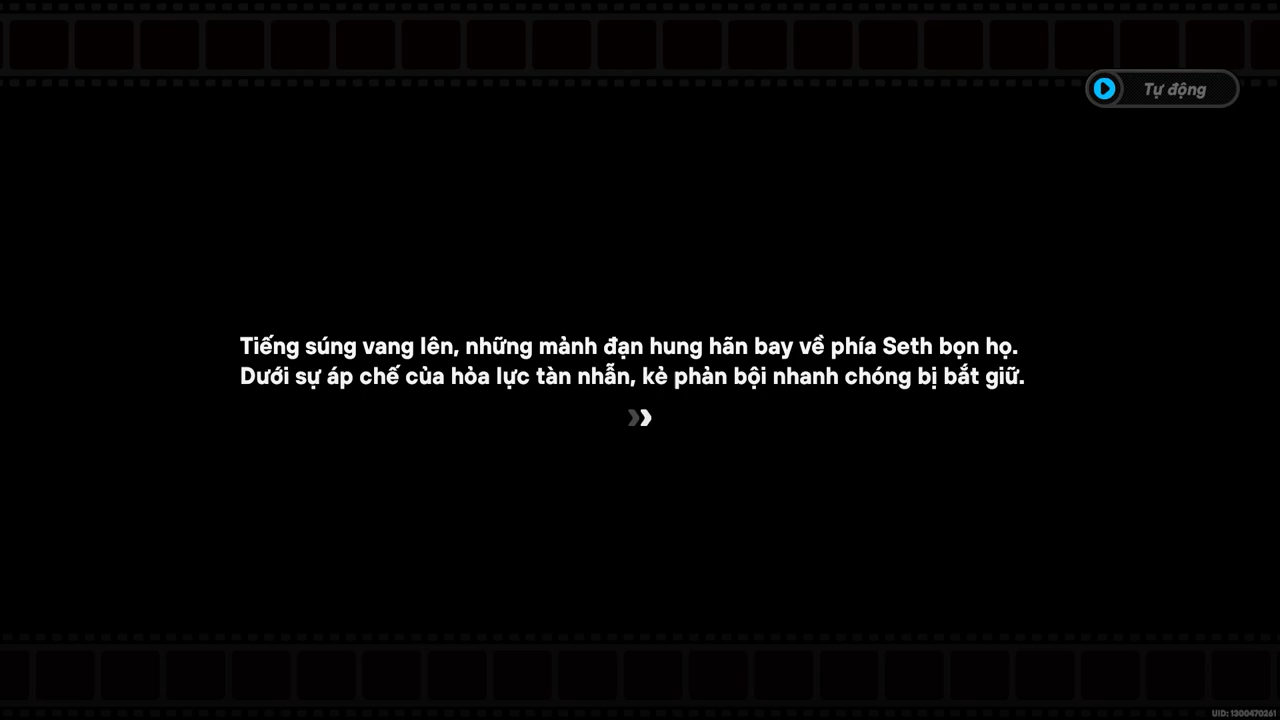 Tự động
Tiếng súng vang lên, những mảnh đạn hung hãn bay về phía Seth bọn họ.
Dưới sự áp chế của hỏa lực tàn nhẫn, kẻ phản bội nhanh chóng bị bắt giữ.
UID: 1300470261